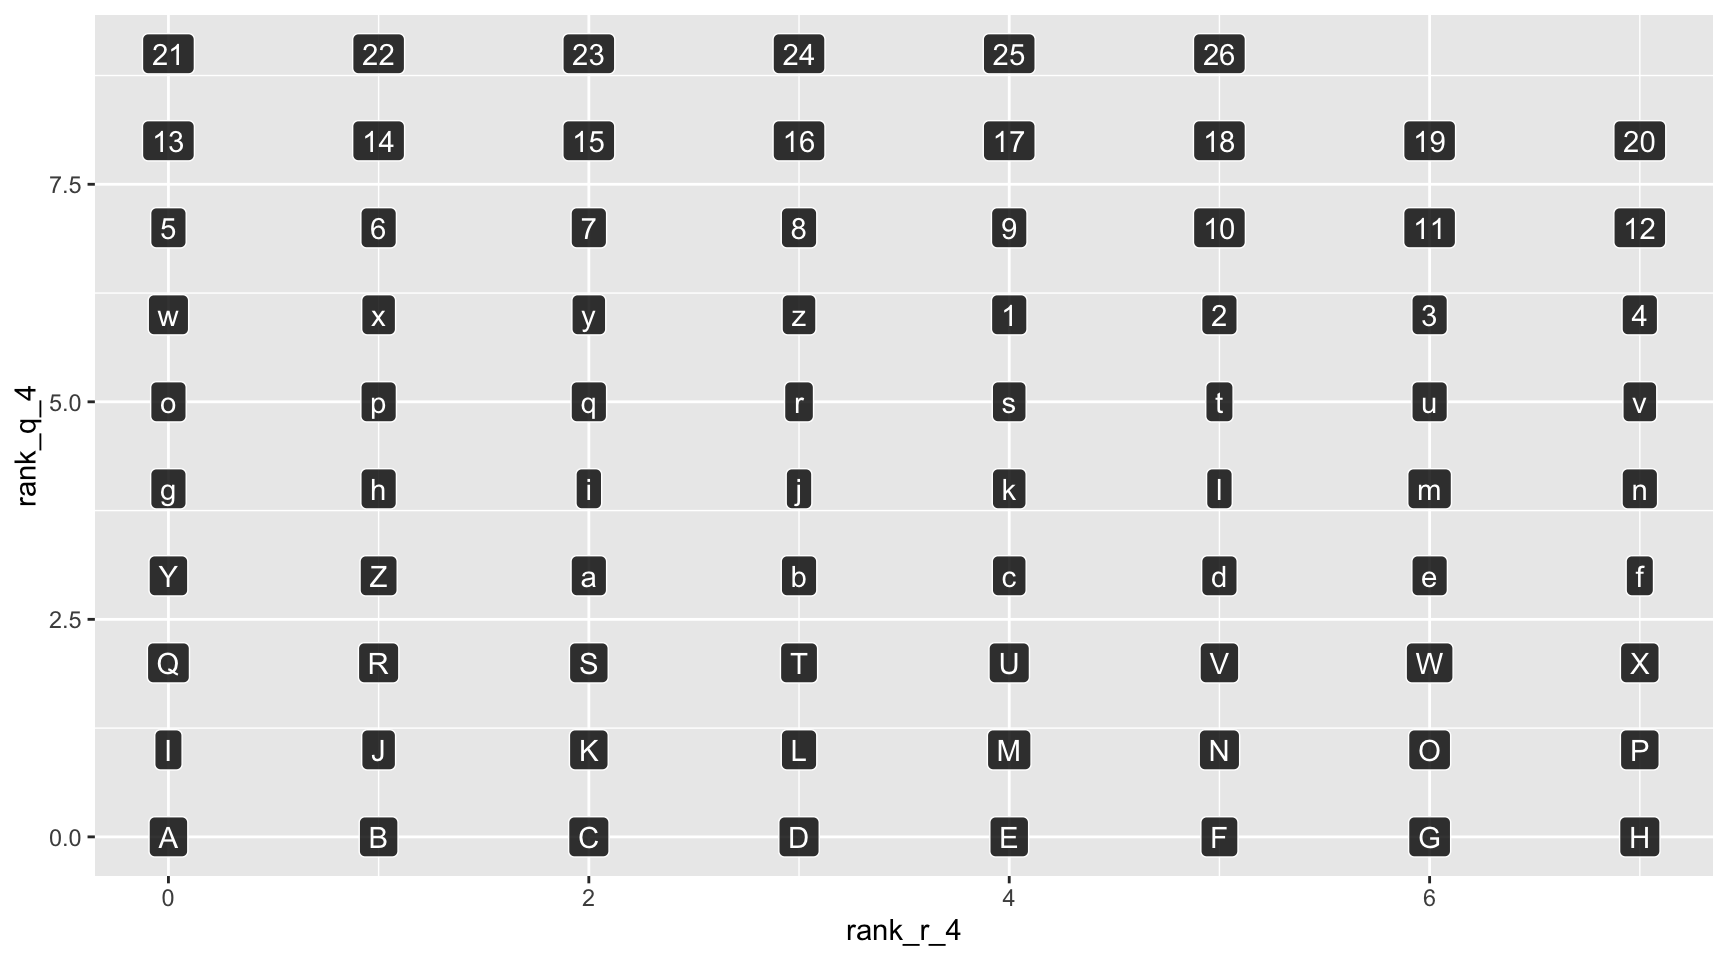 21 22 23 24 25 26
13 14 15 16 17 18 19 20
7.5
5 6 7 8 9 10 11 12
w x y z 1 2 3 4
5.0 o p q r s t u v
g h i j k l m n
Y Z a b c d e f
2.5
Q R S T U V W X
I J K L M N O P
0.0 A B C D E F G H
0 2 4 6
rank_r_4
rank_q_4